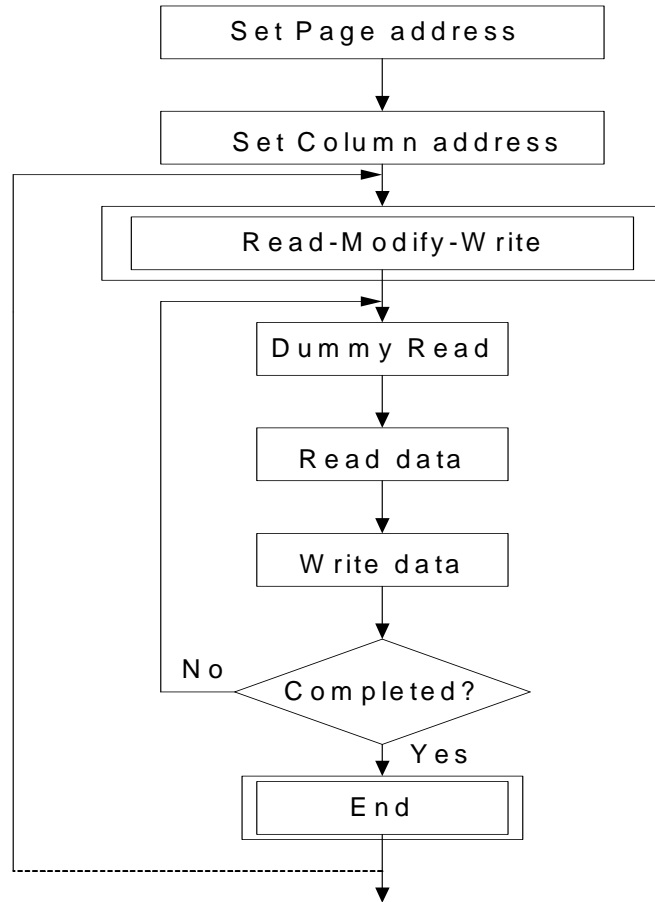 Set Page address
Set Column address
Read-Modify-Write
Dummy Read
Read data
Write data
No
Completed?
Yes
End